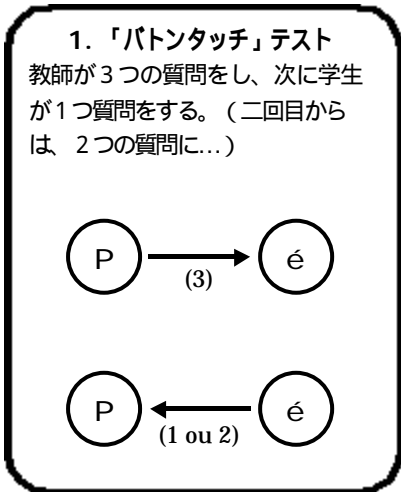 1. 「バトンタッチ」テスト
教師が3つの質問をし、次に学生
が1つ質問をする。(二回目から
は、2つの質問に...)
P
é
(3)
P
é
(1 ou 2)